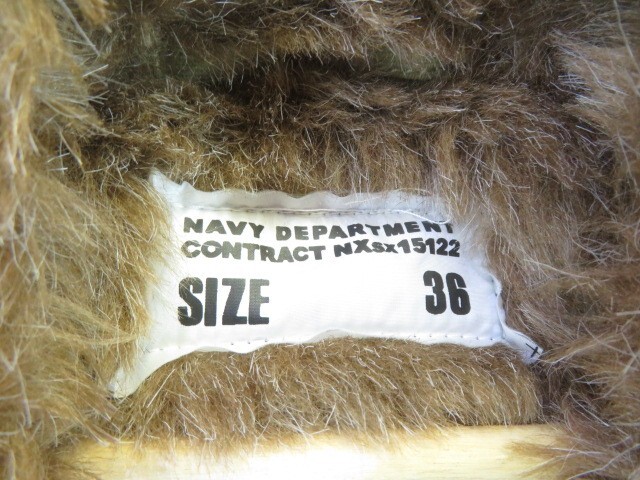 NAVY DEPARTMENT
CONTRACT NXsx15122
SIZE 36